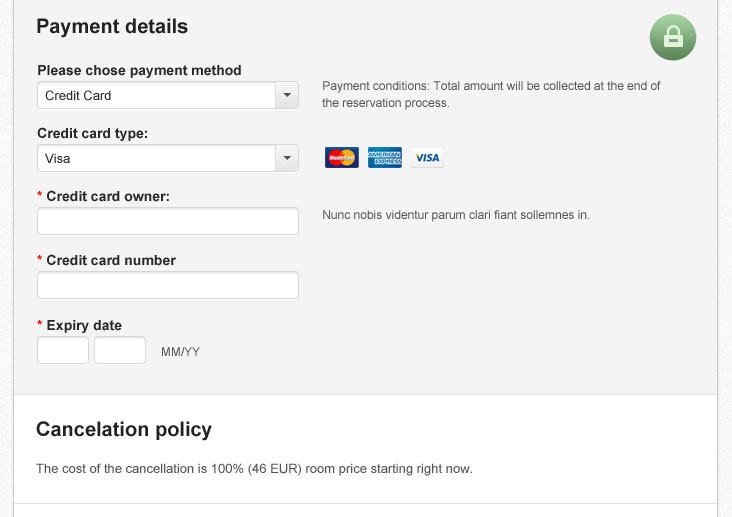 Payment details
Please chose payment method
Credit Card
Payment conditions: Total amount will be collected at the end of
the reservation process.
Credit card type:
Visa
MasterCard
AMERICAN
EXPRESS
VISA
* Credit card owner:
Nunc nobis videntur parum clari fiant sollemnes in.
* Credit card number
* Expiry date
MM/YY
Cancelation policy
The cost of the cancellation is 100% (46 EUR) room price starting right now.